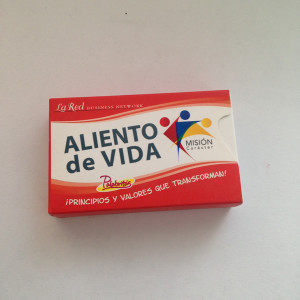 La Red BUSINESS NETWORK
ALIENTO
de VIDA
MISIÓN
Carácter
¡PRINCIPIOS Y VALORES QUE TRANSFORMAN!